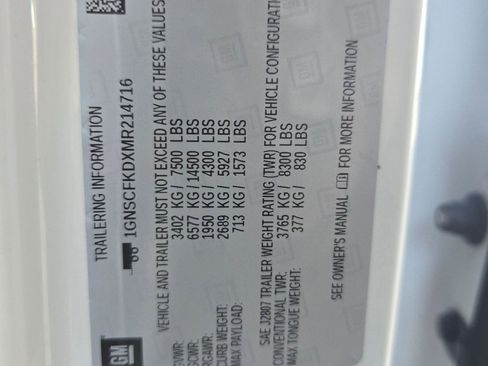 TRAILERING INFORMATION
1GNSCFKDXMR214716
VEHICLE AND TRAILER MUST NOT EXCEED ANY OF THESE VALUES
GVWR: 3402 KG / 7500 LBS
GCWR: 6577 KG / 14500 LBS
RGAWR: 1950 KG / 4300 LBS
CURB WEIGHT: 2689 KG / 5927 LBS
MAX PAYLOAD: 713 KG / 1573 LBS
SAE J2807 TRAILER WEIGHT RATING (TWR) FOR VEHICLE CONFIGURATI
CONVENTIONAL TWR: 3765 KG / 8300 LBS
MAX TONGUE WEIGHT: 377 KG / 830 LBS
SEE OWNER'S MANUAL FOR MORE INFORMATION
GM